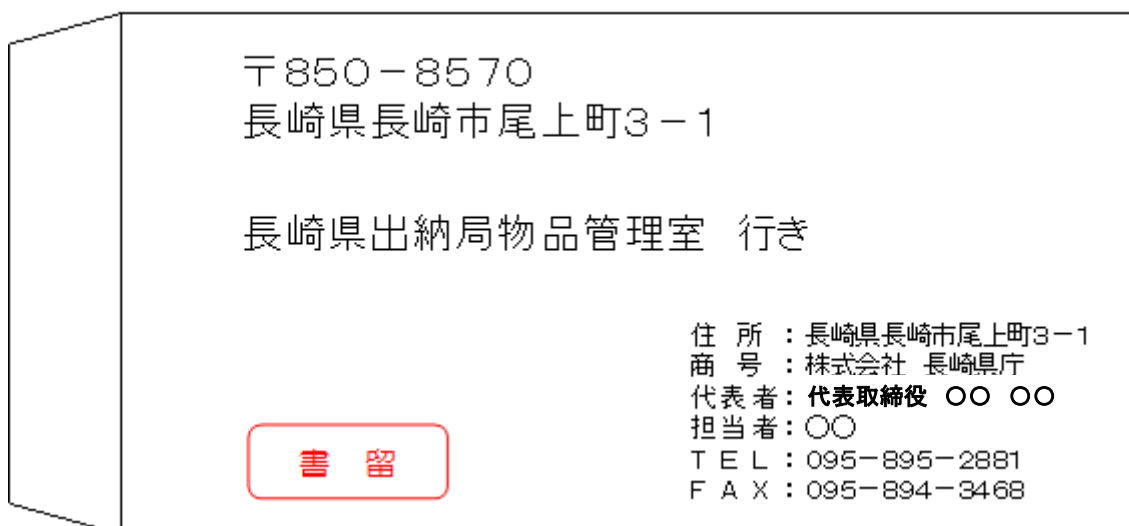 〒850-8570
長崎県長崎市尾上町3-1
長崎県出納局物品管理室 行き
住 所 : 長崎県長崎市尾上町3-1
商 号 : 株式会社 長崎県庁
代表者: 代表取締役 〇〇 〇〇
担当者: 〇〇
T E L : 095-895-2881
F A X : 095-894-3468
書 留